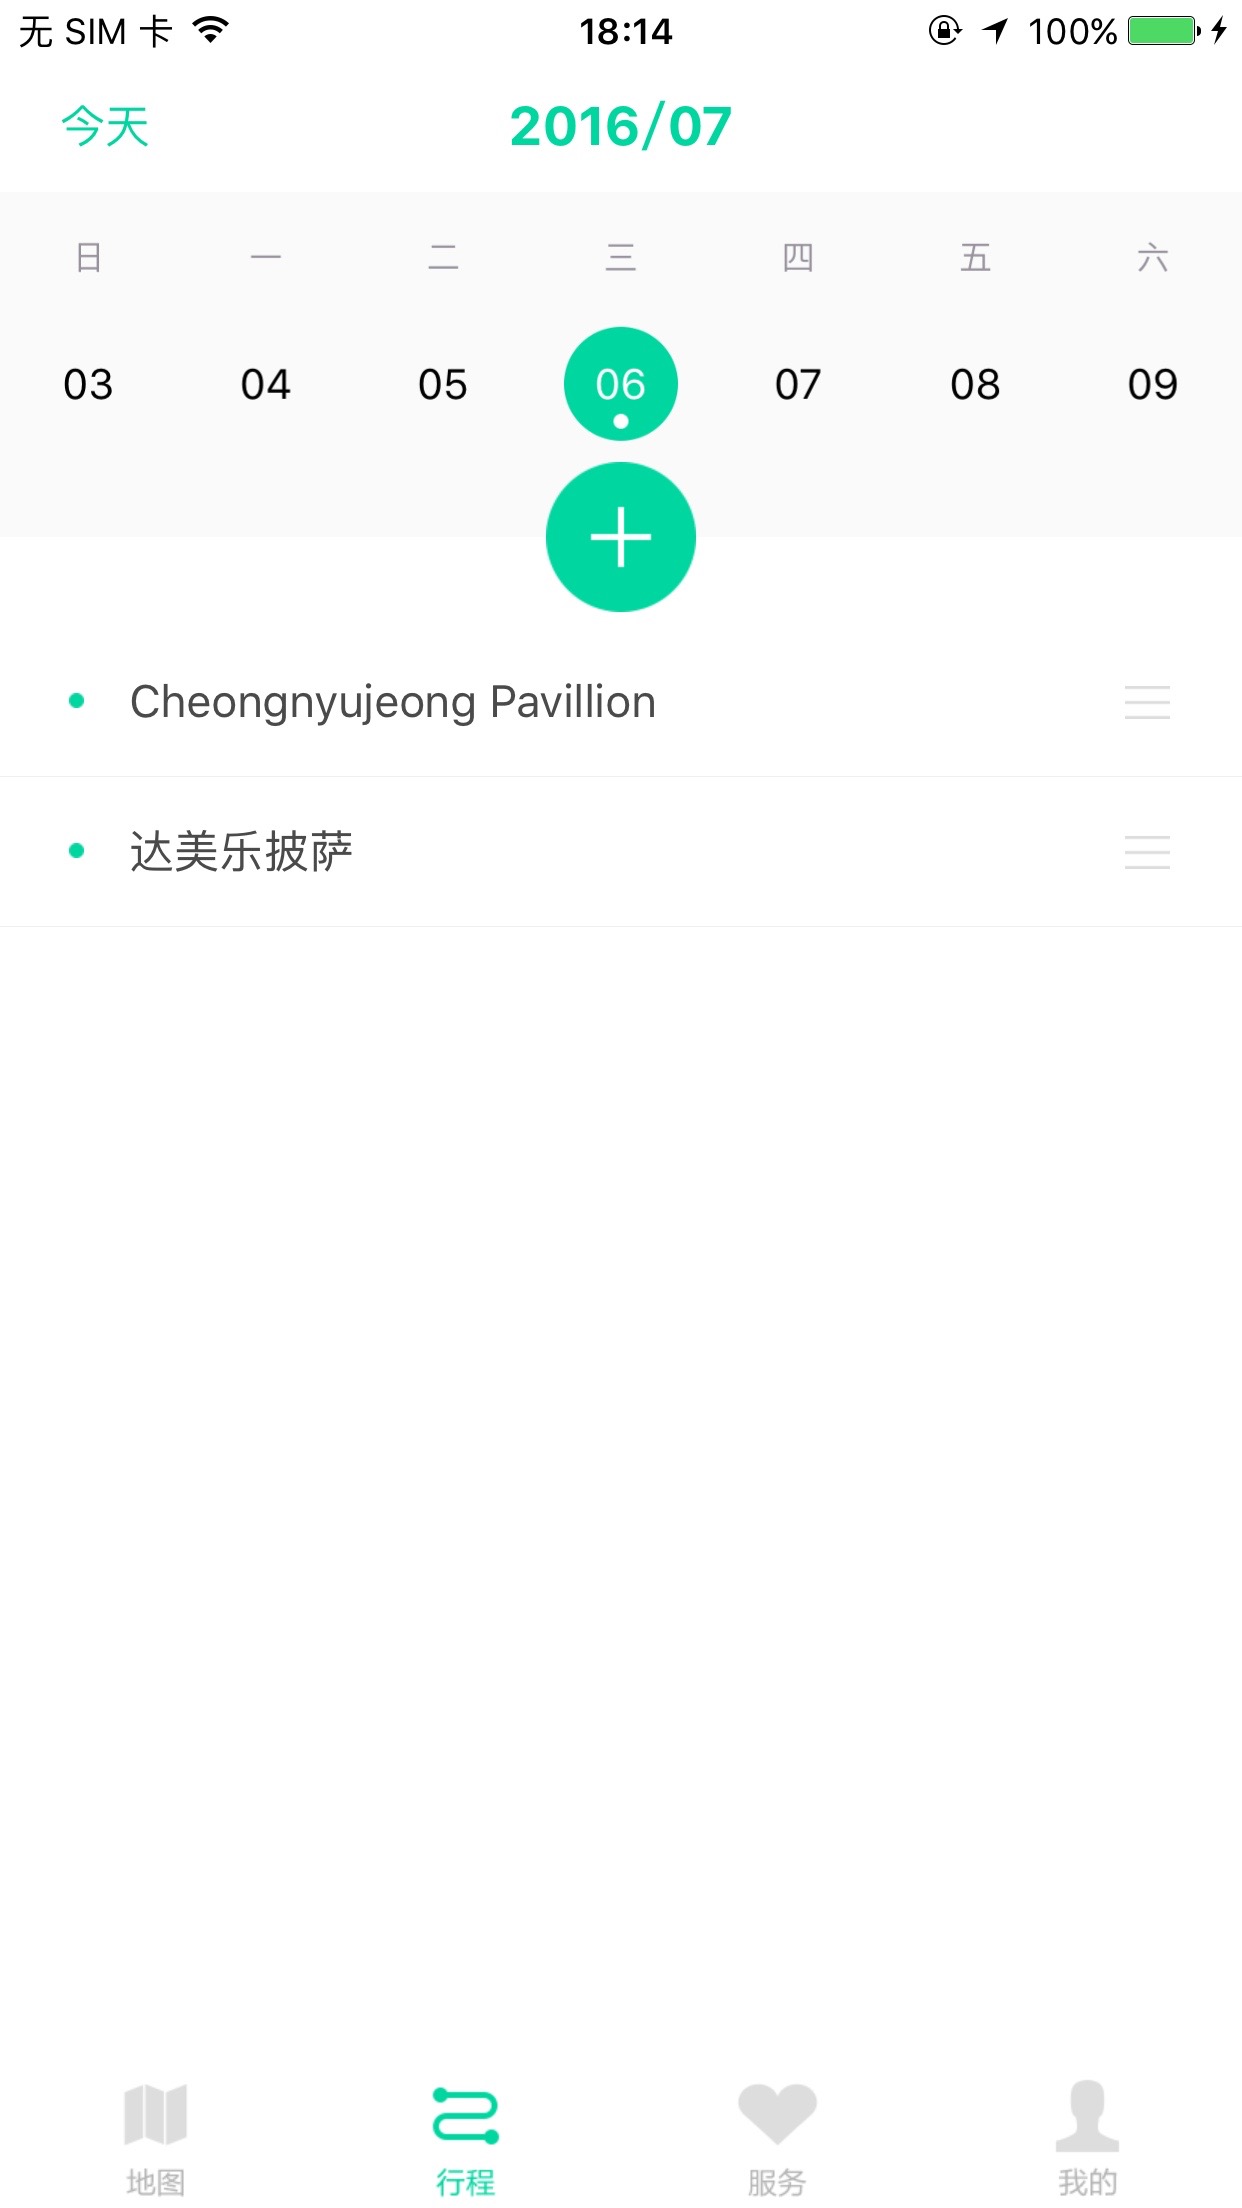 无 SIM 卡 18:14 100%
今天 2016/07
日 一 二 三 四 五 六
03 04 05 06 07 08 09
Cheongnyujeong Pavillion
达美乐披萨
地图 行程 服务 我的